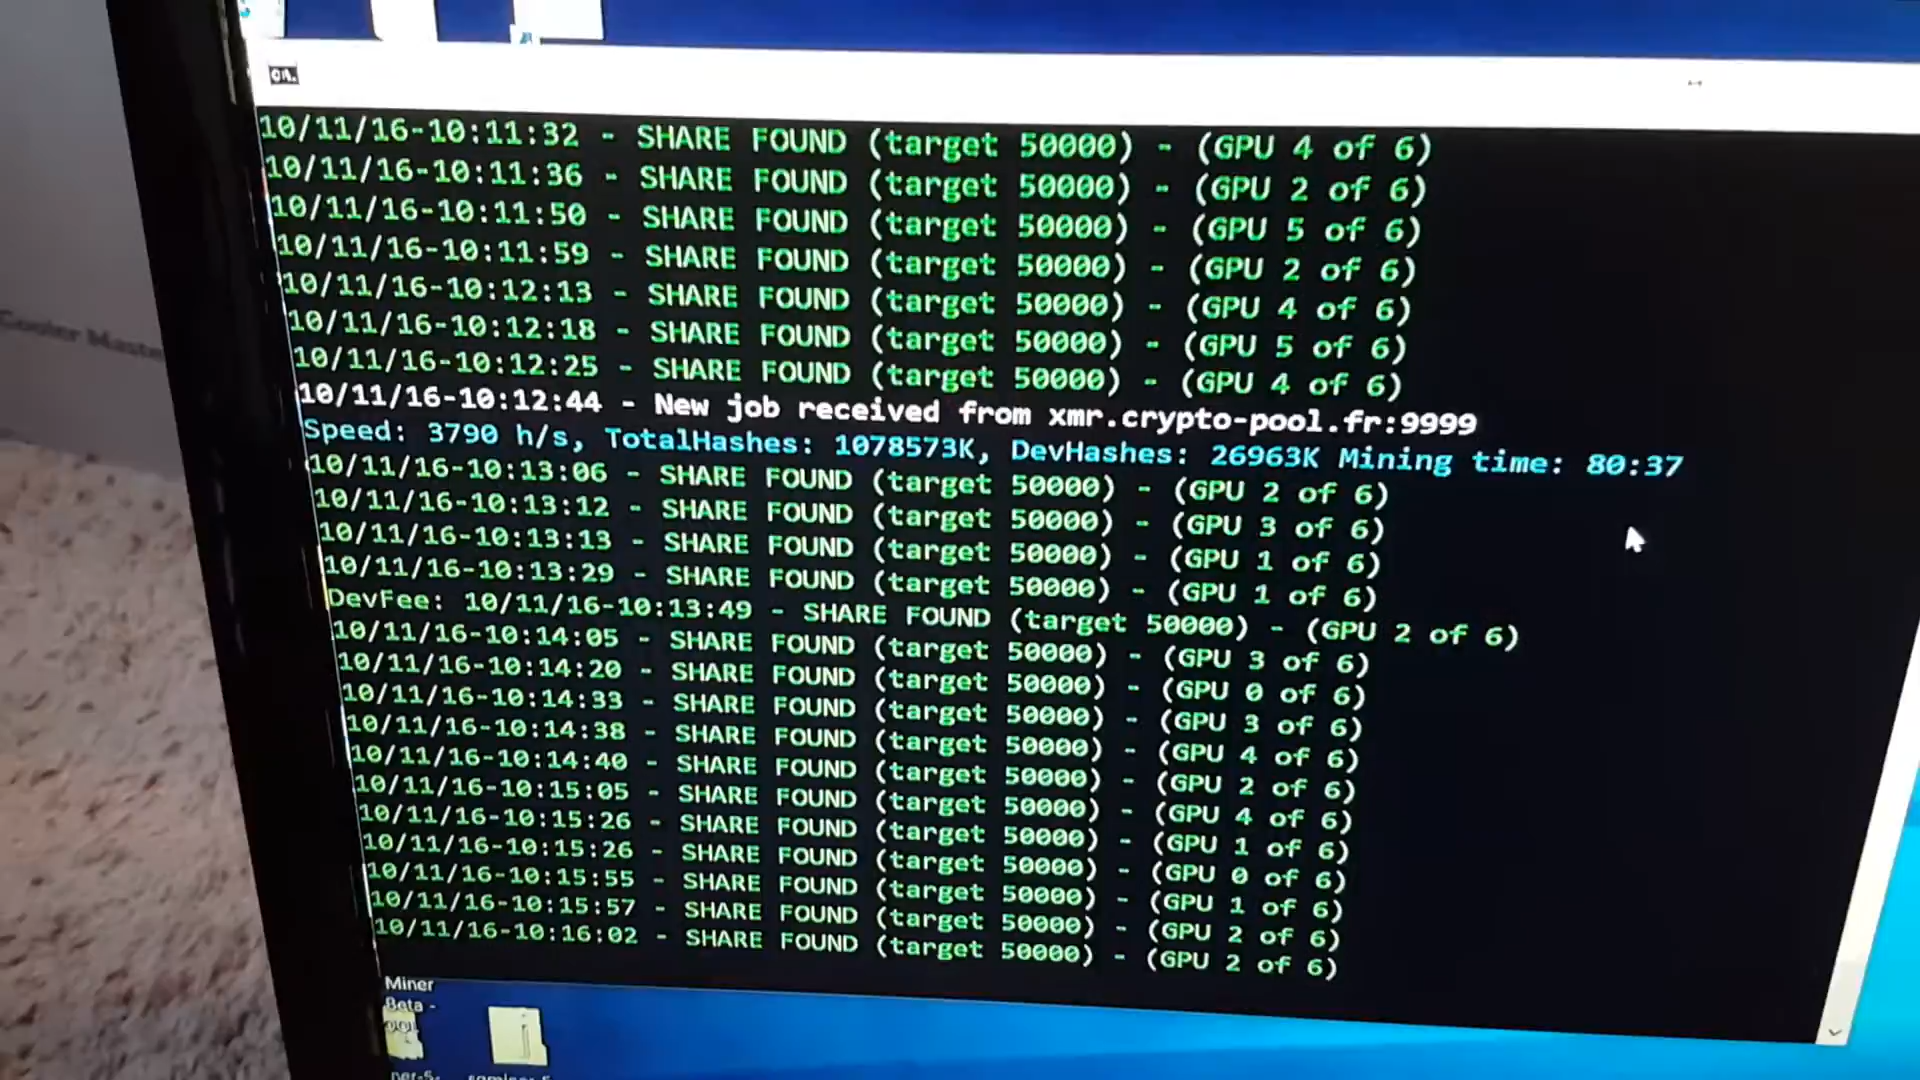 Cooler Maste
10/11/16-10:11:32 - SHARE FOUND (target 50000) - (GPU 4 of 6)
10/11/16-10:11:36 - SHARE FOUND (target 50000) - (GPU 2 of 6)
10/11/16-10:11:50 - SHARE FOUND (target 50000) - (GPU 5 of 6)
10/11/16-10:11:59 - SHARE FOUND (target 50000) - (GPU 2 of 6)
10/11/16-10:12:13 - SHARE FOUND (target 50000) - (GPU 4 of 6)
10/11/16-10:12:18 - SHARE FOUND (target 50000) - (GPU 5 of 6)
10/11/16-10:12:25 - SHARE FOUND (target 50000) - (GPU 4 of 6)
10/11/16-10:12:44 - New job received from xmr.crypto-pool.fr:9999
Speed: 3790 h/s, TotalHashes: 1078573K, DevHashes: 26963K Mining time: 80:37
10/11/16-10:13:06 - SHARE FOUND (target 50000) - (GPU 2 of 6)
10/11/16-10:13:12 - SHARE FOUND (target 50000) - (GPU 3 of 6)
10/11/16-10:13:13 - SHARE FOUND (target 50000) - (GPU 1 of 6)
10/11/16-10:13:29 - SHARE FOUND (target 50000) - (GPU 1 of 6)
DevFee: 10/11/16-10:13:49 - SHARE FOUND (target 50000) - (GPU 2 of 6)
10/11/16-10:14:05 - SHARE FOUND (target 50000) - (GPU 3 of 6)
10/11/16-10:14:20 - SHARE FOUND (target 50000) - (GPU 0 of 6)
10/11/16-10:14:33 - SHARE FOUND (target 50000) - (GPU 3 of 6)
10/11/16-10:14:38 - SHARE FOUND (target 50000) - (GPU 4 of 6)
10/11/16-10:14:40 - SHARE FOUND (target 50000) - (GPU 2 of 6)
10/11/16-10:15:05 - SHARE FOUND (target 50000) - (GPU 4 of 6)
10/11/16-10:15:26 - SHARE FOUND (target 50000) - (GPU 1 of 6)
10/11/16-10:15:26 - SHARE FOUND (target 50000) - (GPU 0 of 6)
10/11/16-10:15:55 - SHARE FOUND (target 50000) - (GPU 1 of 6)
10/11/16-10:15:57 - SHARE FOUND (target 50000) - (GPU 2 of 6)
10/11/16-10:16:02 - SHARE FOUND (target 50000) - (GPU 2 of 6)
Miner
Beta -